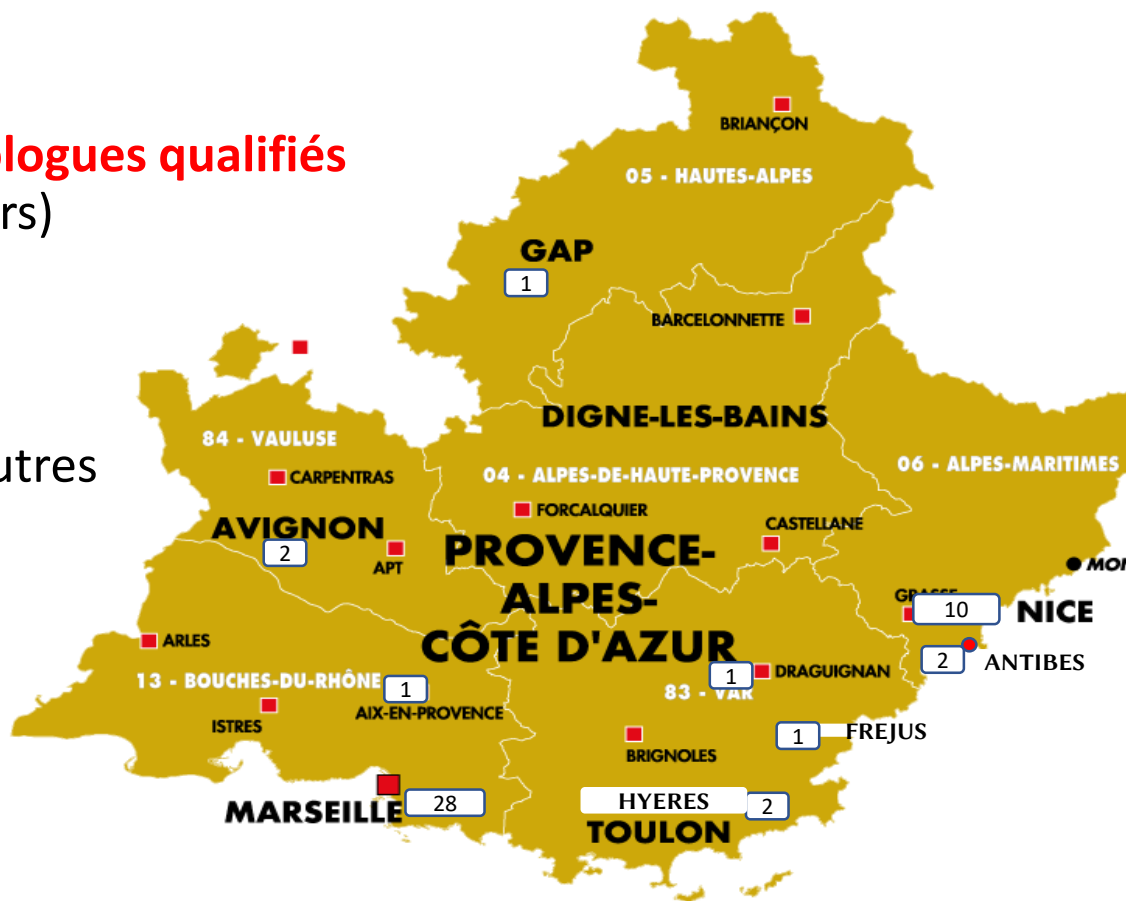 ologues qualifiés
rs)
utres
BRIANÇON
05 - HAUTES-ALPES
GAP
1
BARCELONNETTE
DIGNE-LES-BAINS
84 - VAULUSE
CARPENTRAS
04 - ALPES-DE-HAUTE-PROVENCE
06 - ALPES-MARITIMES
FORCALQUIER
AVIGNON
2
APT
CASTELLANE
PROVENCE-
ALPES-
CÔTE D'AZUR
MON
GRASSE
10
NICE
2
ANTIBES
ARLES
13 - BOUCHES-DU-RHÔNE
1
AIX-EN-PROVENCE
ISTRES
1
DRAGUIGNAN
83 - VAR
1
FREJUS
BRIGNOLES
MARSEILLE
28
HYERES
2
TOULON